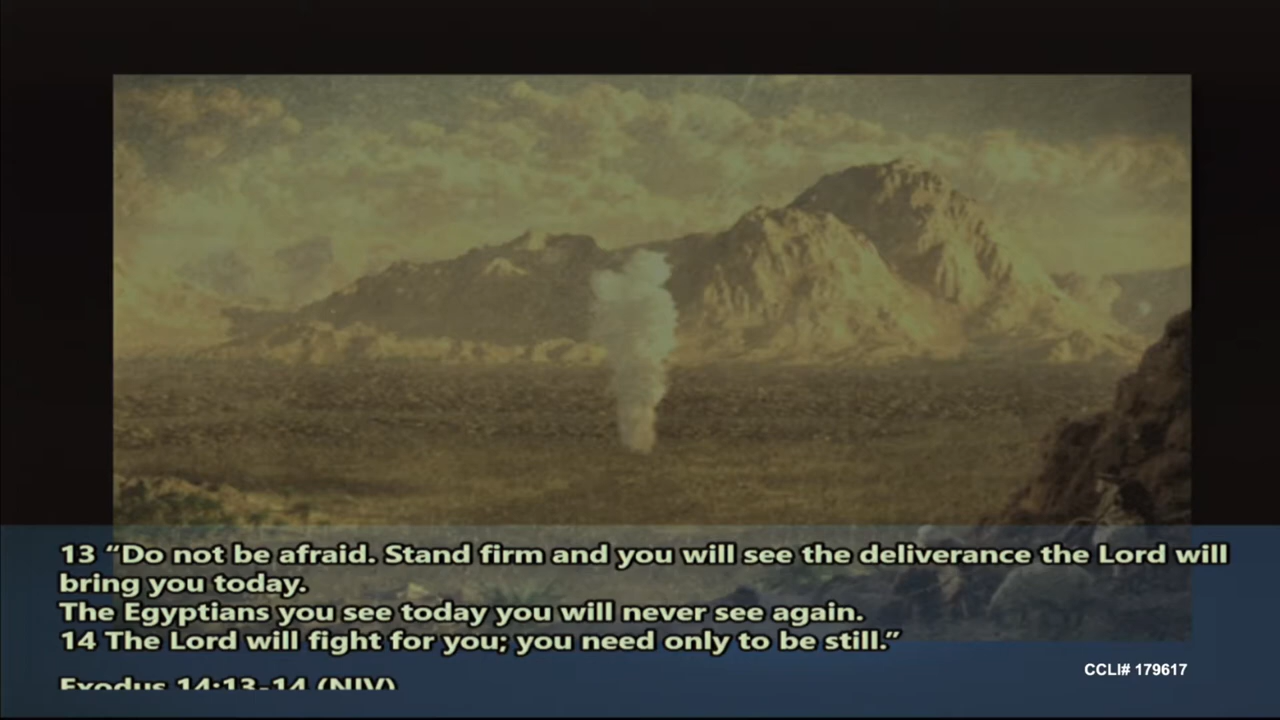 13 “Do not be afraid. Stand firm and you will see the deliverance the Lord will
bring you today.
The Egyptians you see today you will never see again.
14 The Lord will fight for you; you need only to be still.”
CCLI# 179617
Exodus 14:13-14 (NIV)